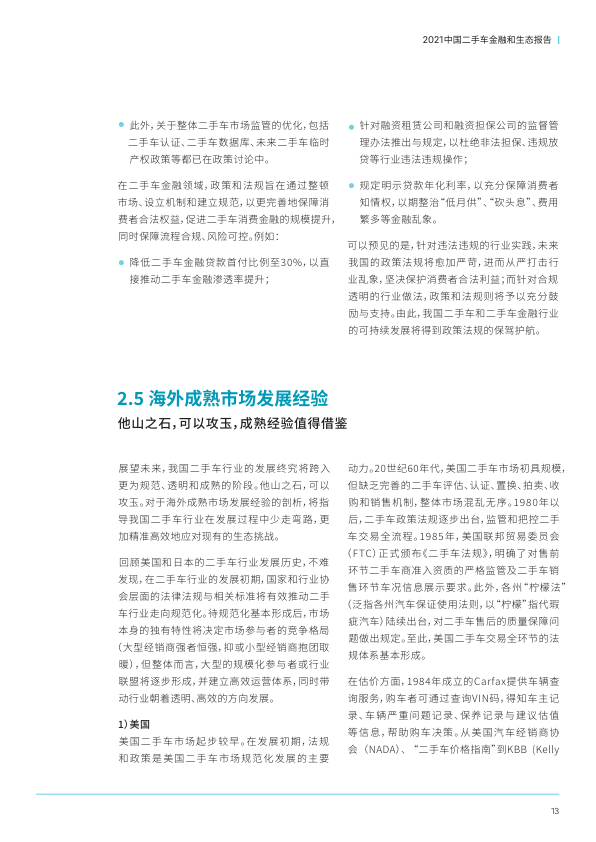 2021中国二手车金融和生态报告
此外，关于整体二手车市场监管的优化，包括
二手车认证、二手车数据库、未来二手车临时
产权政策等都已在政策讨论中。
在二手车金融领域，政策和法规旨在通过整顿
市场、设立机制和建立规范，以更完善地保障消
费者合法权益，促进二手车消费金融的规模提升，
同时保障流程合规、风险可控。例如：
降低二手车金融贷款首付比例至30%，以直
接推动二手车金融渗透率提升；
针对融资租赁公司和融资担保公司的监督管
理办法推出与规定，以杜绝非法担保、违规放
贷等行业违法违规操作；
规定明示贷款年化利率，以充分保障消费者
知情权，以期整治“低月供”、“砍头息”、费用
繁多等金融乱象。
可以预见的是，针对违法违规的行业实践，未来
我国的政策法规将愈加严苛，进而从严打击行
业乱象，坚决保护消费者合法利益；而针对合规
透明的行业做法，政策和法规则将予以充分鼓
励与支持。由此，我国二手车和二手车金融行业
的可持续发展将得到政策法规的保驾护航。
2.5 海外成熟市场发展经验
他山之石，可以攻玉，成熟经验值得借鉴
展望未来，我国二手车行业的发展终究将跨入
更为规范、透明和成熟的阶段。他山之石，可以
攻玉。对于海外成熟市场发展经验的剖析，将指
导我国二手车行业在发展过程中少走弯路，更
加精准高效地应对现有的生态挑战。
回顾美国和日本的二手车行业发展历史，不难
发现，在二手车行业的发展初期，国家和行业协
会层面的法律法规与相关标准将有效推动二手
车行业走向规范化。待规范化基本形成后，市场
本身的独有特性将决定市场参与者的竞争格局
（大型经销商强者恒强，抑或小型经销商抱团取
暖），但整体而言，大型的规模化参与者或行业
联盟将逐步形成，并建立高效运营体系，同时带
动行业朝着透明、高效的方向发展。
1）美国
美国二手车市场起步较早。在发展初期，法规
和政策是美国二手车市场规范化发展的主要
动力。20世纪60年代，美国二手车市场初具规模，
但缺乏完善的二手车评估、认证、置换、拍卖、收
购和销售机制，整体市场混乱无序。1980年以
后，二手车政策法规逐步出台，监管和把控二手
车交易全流程。1985年，美国联邦贸易委员会
（FTC）正式颁布《二手车法规》，明确了对售前
环节二手车商准入资质的严格监管及二手车销
售环节车况信息展示要求。此外，各州“柠檬法”
（泛指各州汽车保证使用法则，以“柠檬”指代瑕
疵汽车）陆续出台，对二手车售后的质量保障问
题做出规定。至此，美国二手车交易全环节的法
规体系基本形成。
在估价方面，1984年成立的Carfax提供车辆查
询服务，购车者可通过查询VIN码，得知车主记
录、车辆严重问题记录、保养记录与建议估值
等信息，帮助购车决策。从美国汽车经销商协
会（NADA）、“二手车价格指南”到KBB（Kelly
13